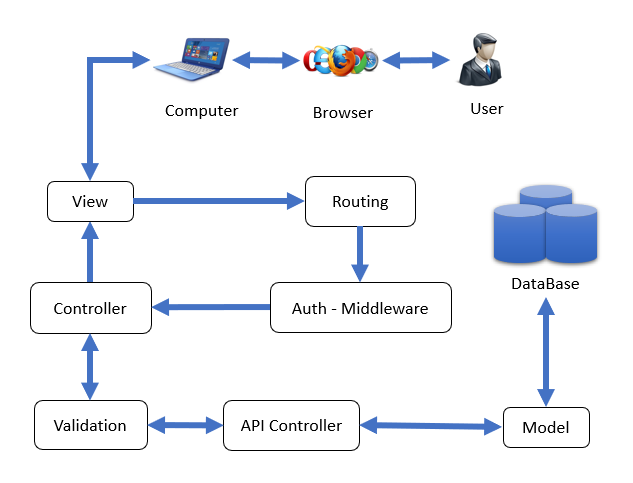 Computer
Browser
User
View
Routing
DataBase
Controller
Auth - Middleware
Validation
API Controller
Model